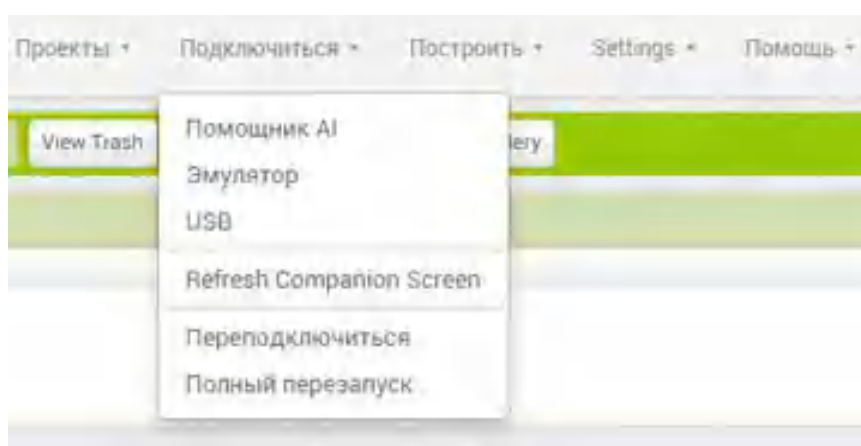 Проекты Подключиться Построить Settings Помощь
View Trash
Помощник AI
Эмулятор
USB
Refresh Companion Screen
Переподключиться
Полный перезапуск